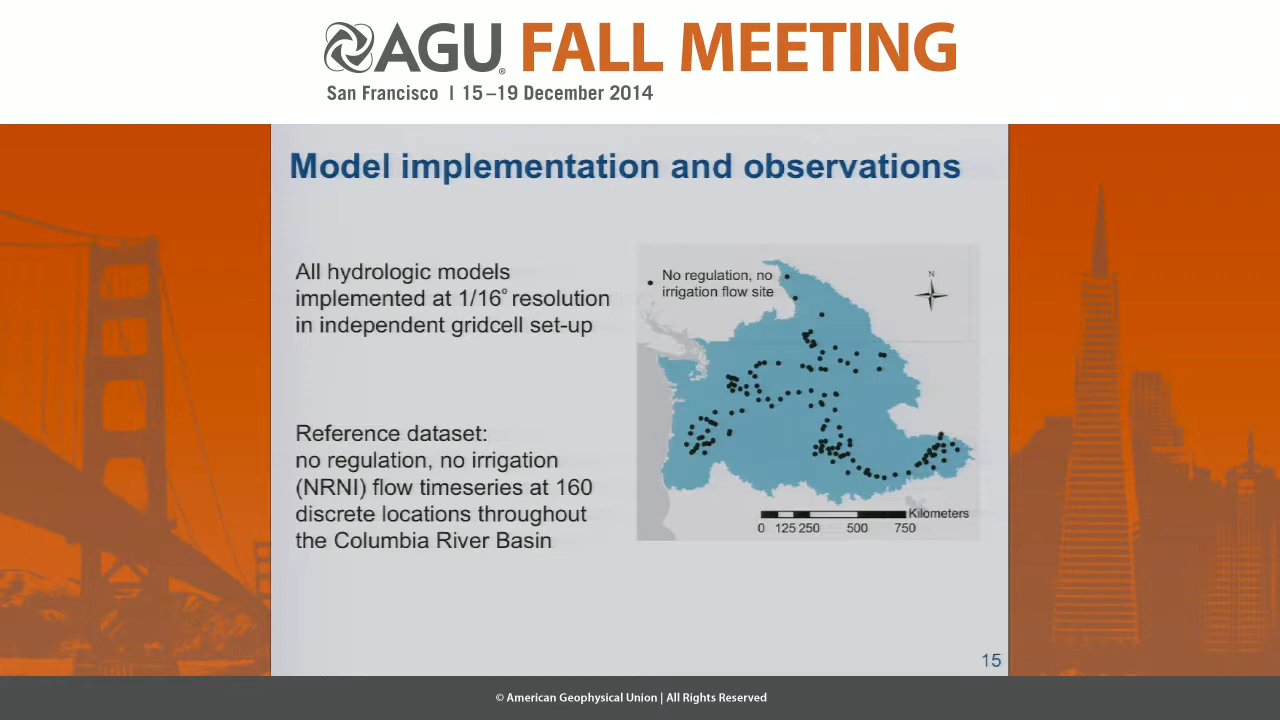 AGU® FALL MEETING
San Francisco | 15–19 December 2014
Model implementation and observations
All hydrologic models
implemented at 1/16° resolution
in independent gridcell set-up
Reference dataset:
no regulation, no irrigation
(NRNI) flow timeseries at 160
discrete locations throughout
the Columbia River Basin
No regulation, no
irrigation flow site
N
Kilometers
0 125 250 500 750
15
© American Geophysical Union | All Rights Reserved